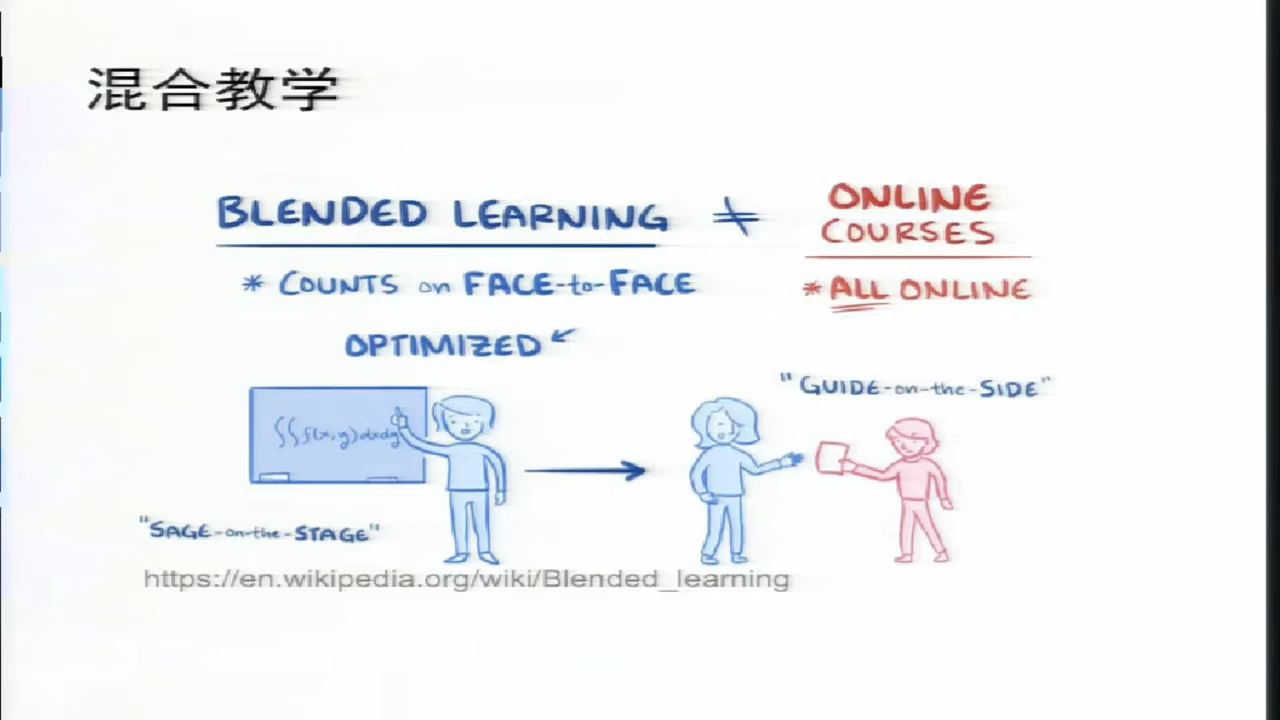 混合教学
BLENDED LEARNING ≠ ONLINE COURSES
* COUNTS on FACE-to-FACE
* ALL ONLINE
OPTIMIZED
"GUIDE-on-the-SIDE"
∫∫f(x,y)dxdy
"SAGE-on-the-STAGE"
https://en.wikipedia.org/wiki/Blended_learning